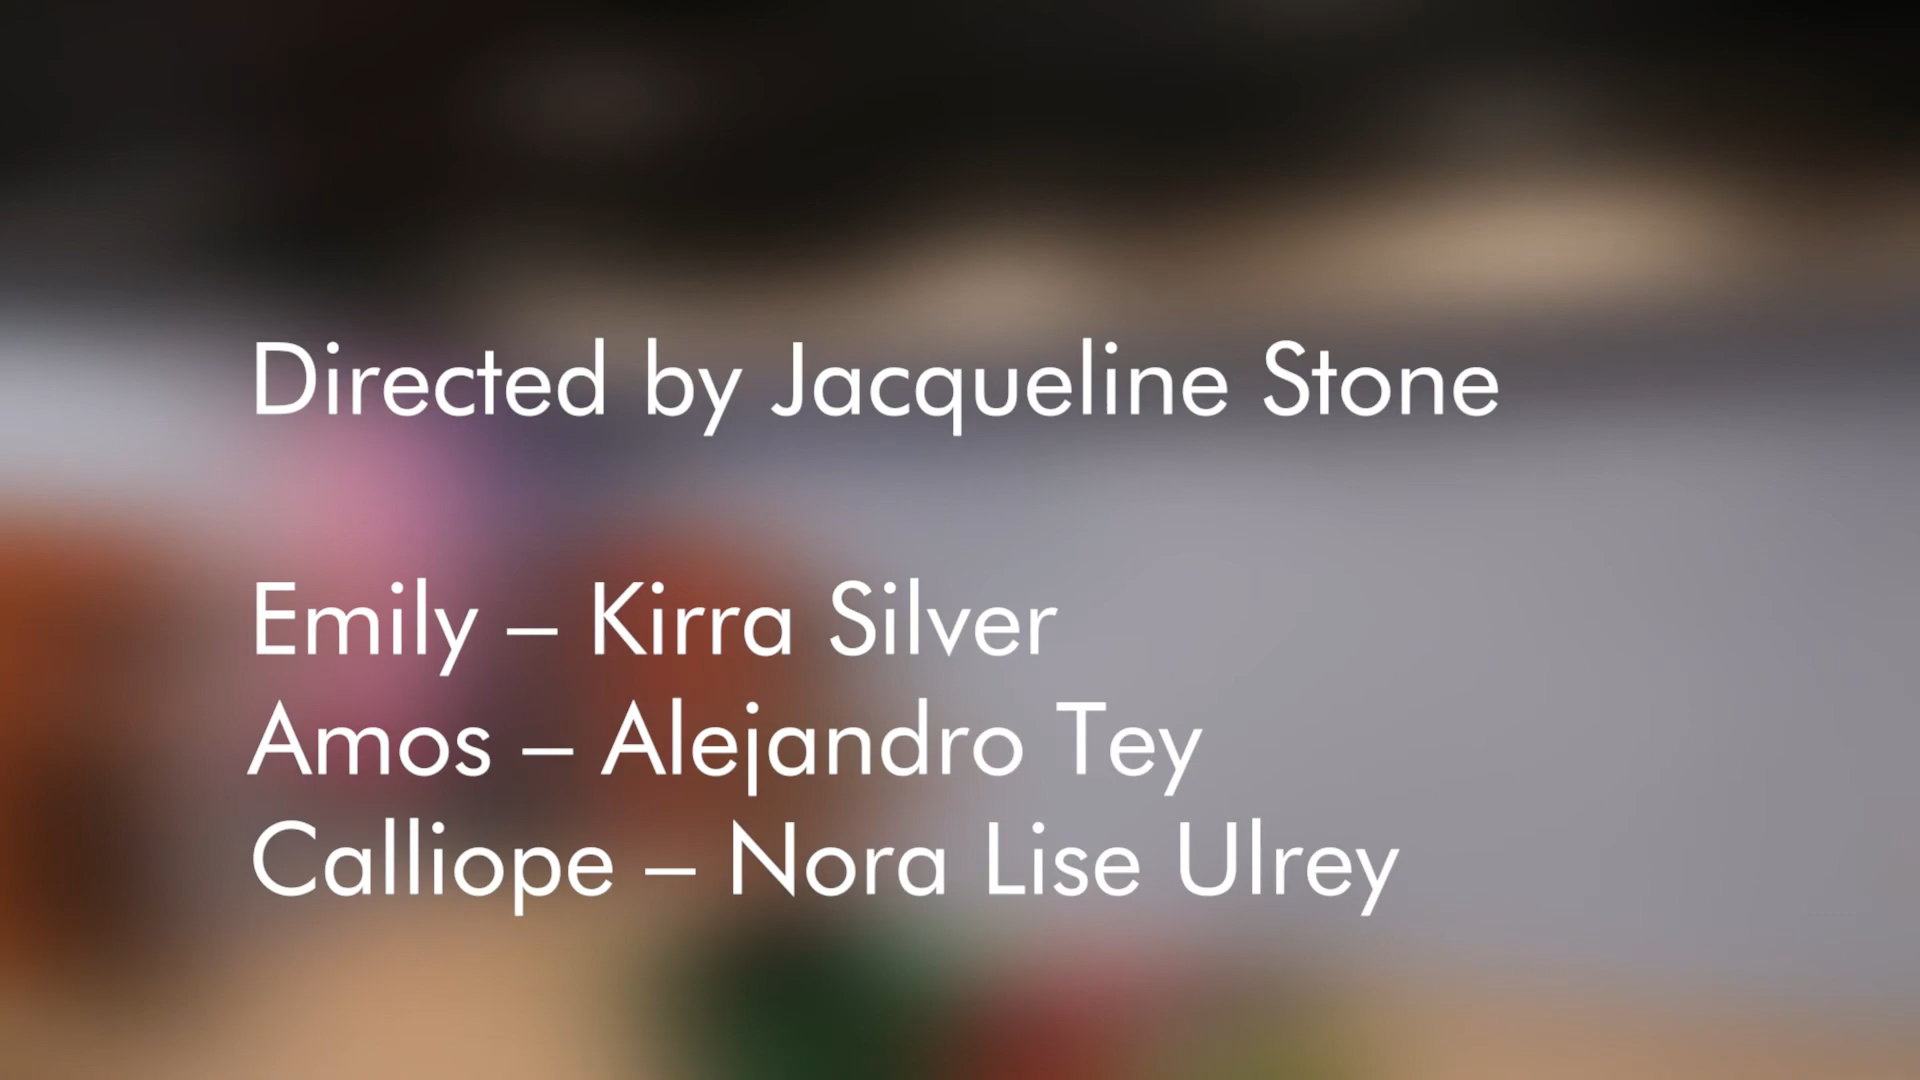 Directed by Jacqueline Stone
Emily – Kirra Silver
Amos – Alejandro Tey
Calliope – Nora Lise Ulrey